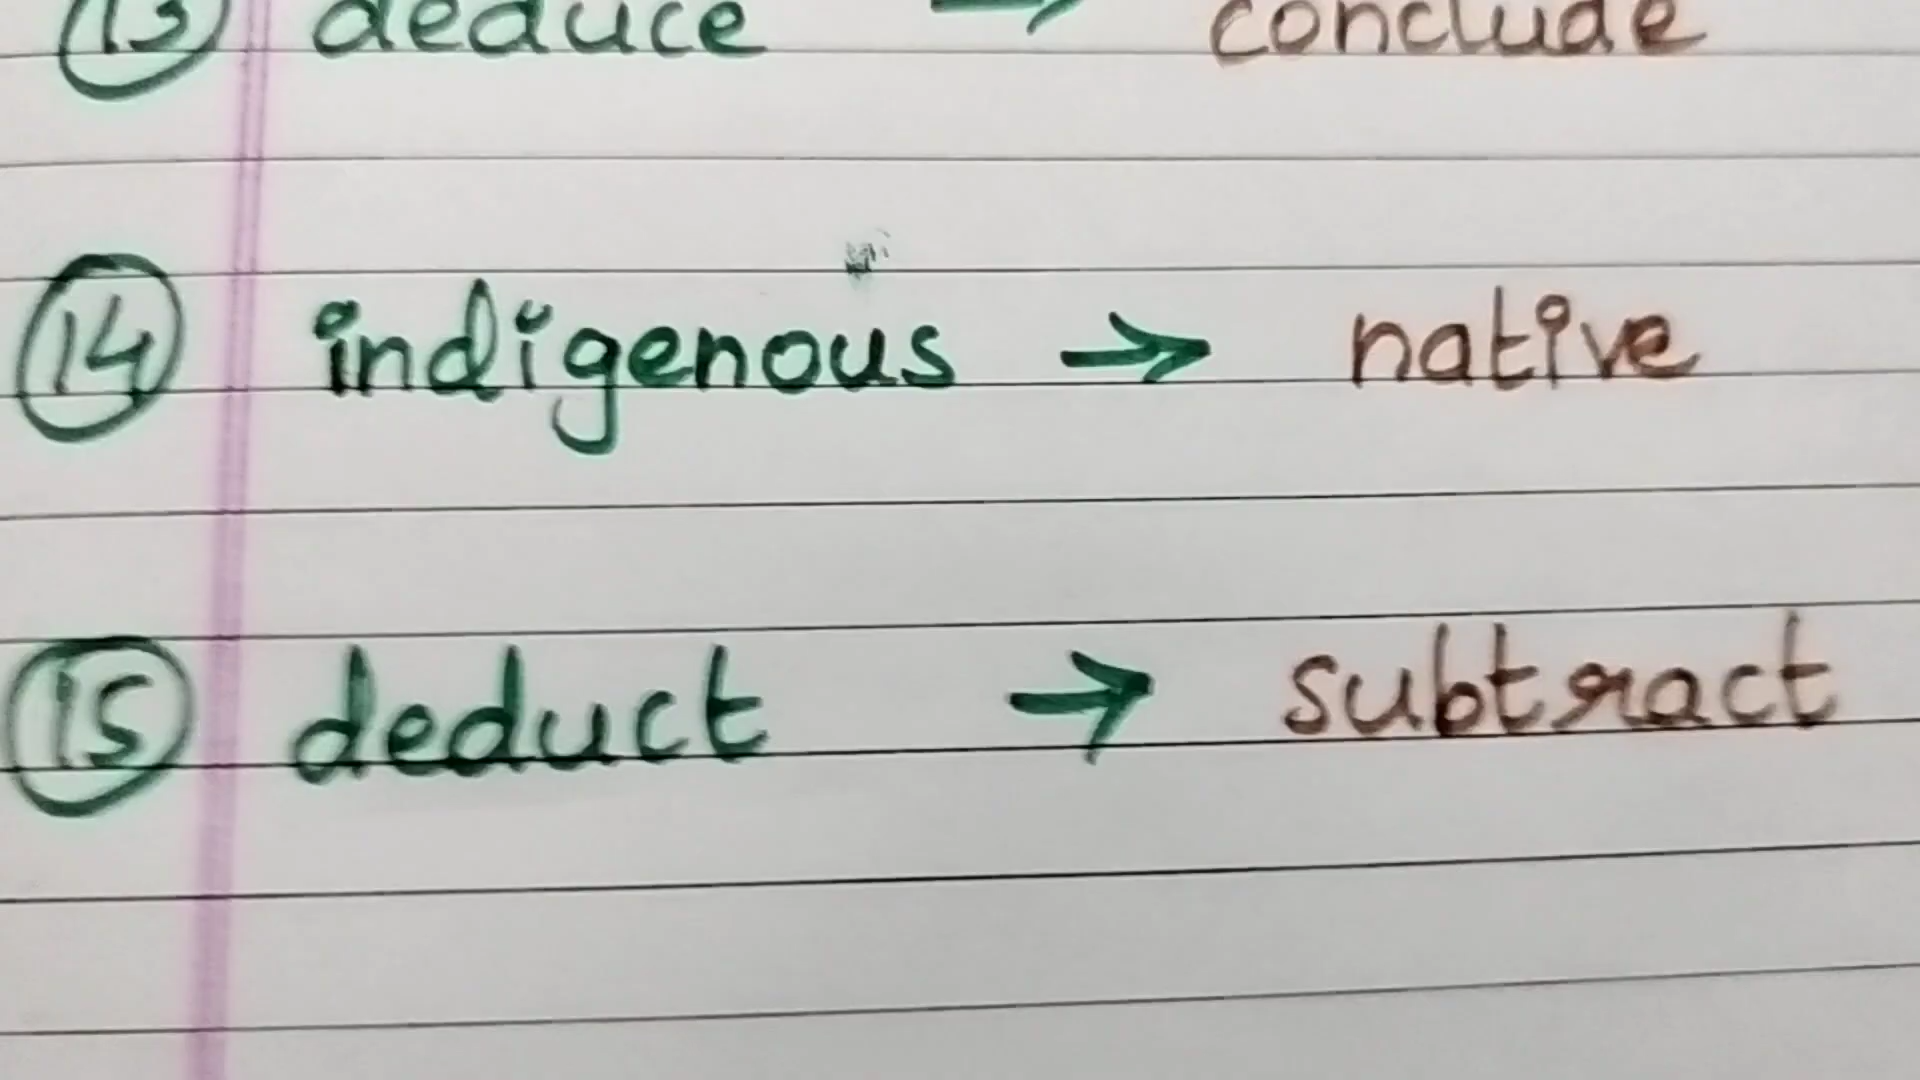 13 deduce → conclude
14 indigenous → native
15 deduct → subtract